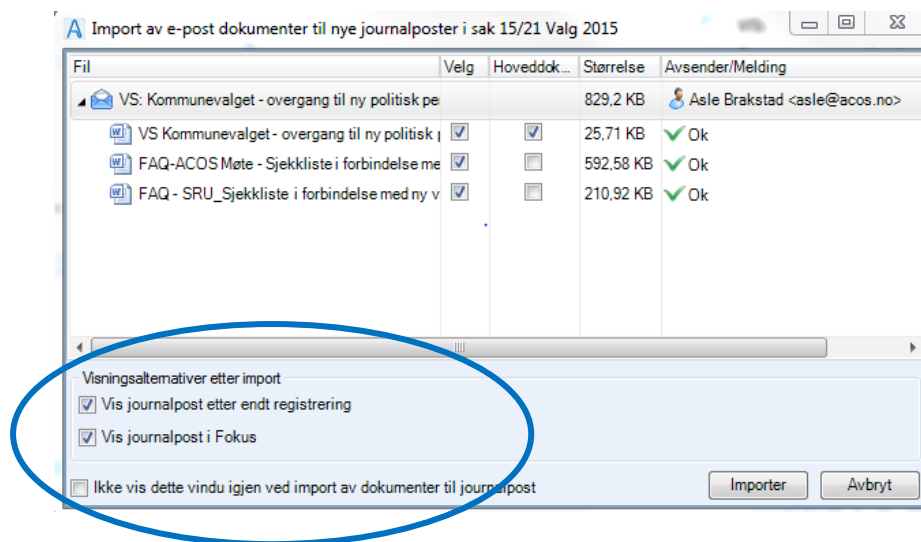 Import av e-post dokumenter til nye journalposter i sak 15/21 Valg 2015
Fil Velg Hoveddok... Størrelse Avsender/Melding
VS: Kommunevalget - overgang til ny politisk pe 829,2 KB Asle Brakstad <asle@acos.no>
VS Kommunevalget - overgang til ny politisk 25,71 KB Ok
FAQ-ACOS Møte - Sjekkliste i forbindelse me 592,58 KB Ok
FAQ - SRU_Sjekkliste i forbindelse med ny v 210,92 KB Ok
Visningsalternativer etter import
Vis journalpost etter endt registrering
Vis journalpost i Fokus
Ikke vis dette vindu igjen ved import av dokumenter til journalpost
Importer Avbryt